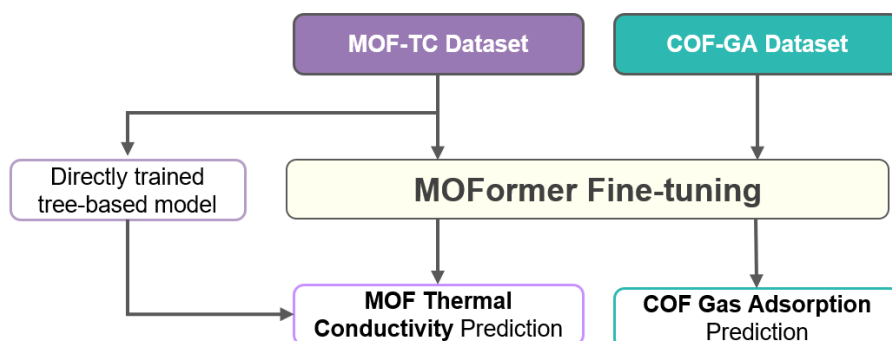 MOF-TC Dataset
COF-GA Dataset
Directly trained
tree-based model
MOFormer Fine-tuning
MOF Thermal
Conductivity Prediction
COF Gas Adsorption
Prediction